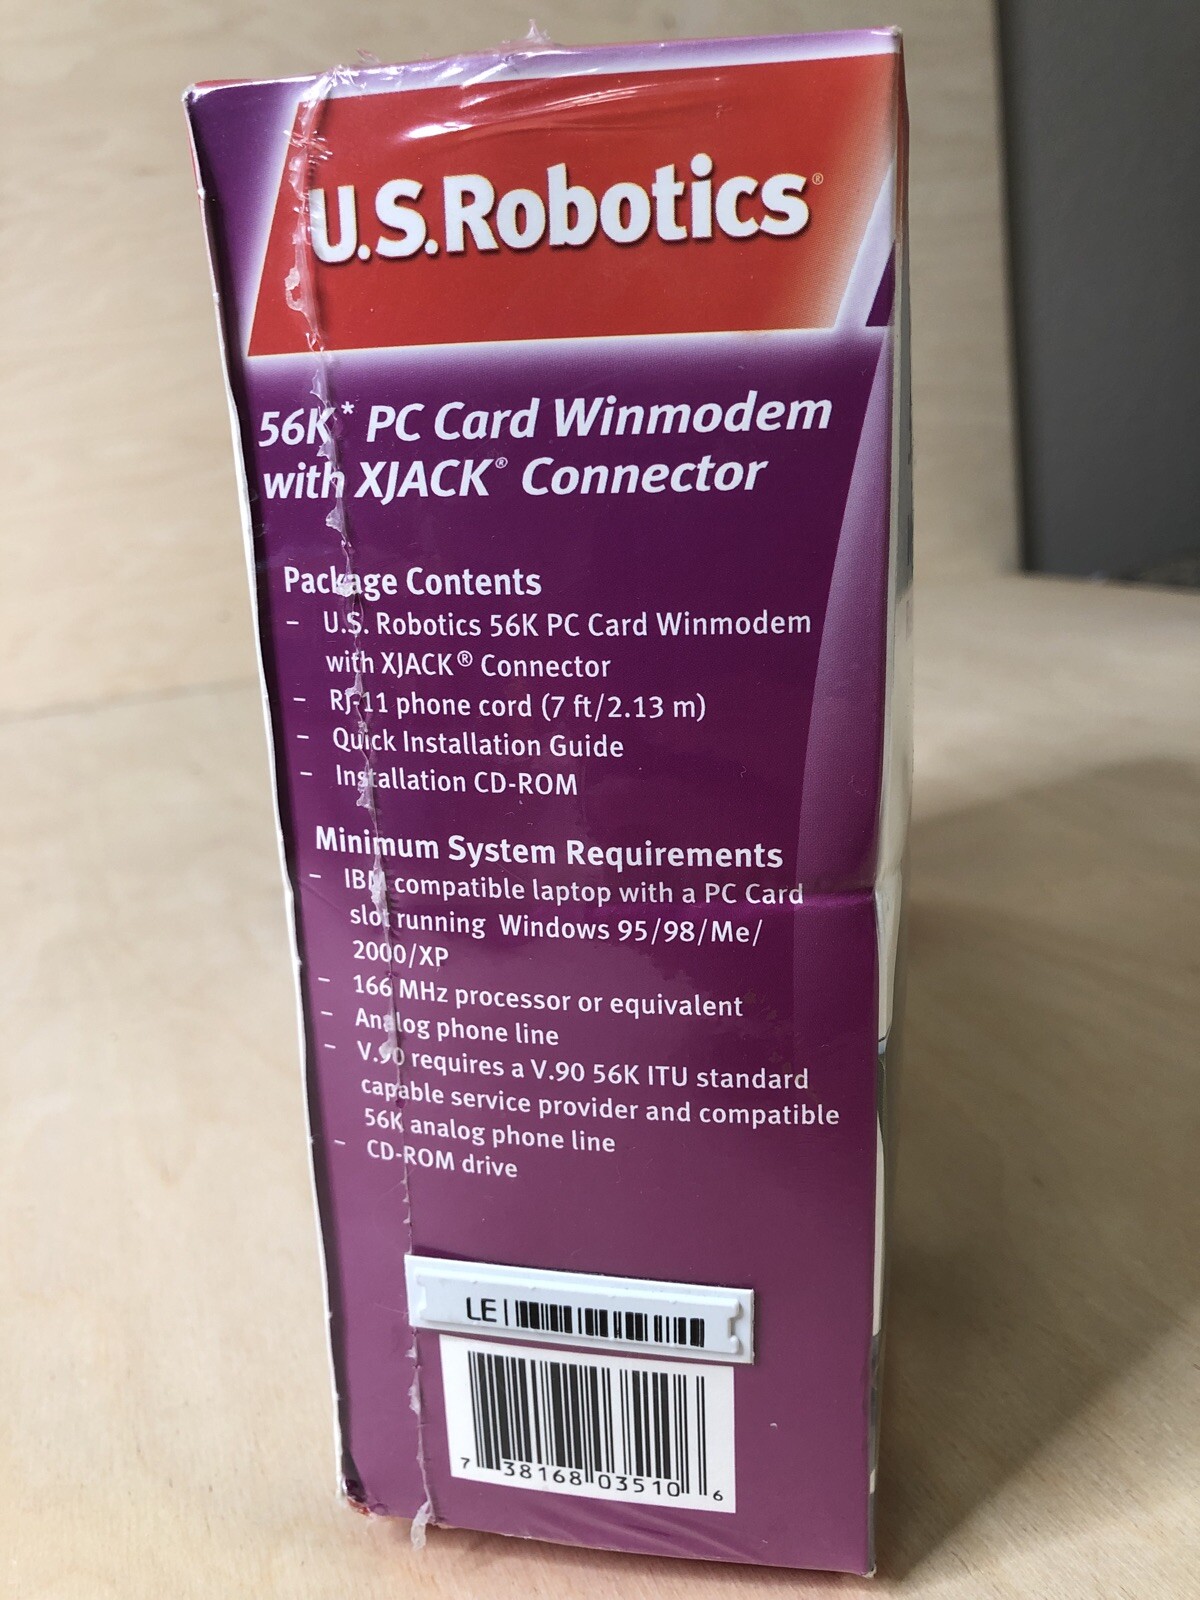 U.S.Robotics®
56K* PC Card Winmodem
with XJACK® Connector
Package Contents
– U.S. Robotics 56K PC Card Winmodem
with XJACK® Connector
– RJ-11 phone cord (7 ft/2.13 m)
– Quick Installation Guide
– Installation CD-ROM
Minimum System Requirements
– IBM compatible laptop with a PC Card
slot running Windows 95/98/Me/
2000/XP
– 166 MHz processor or equivalent
– Analog phone line
– V.90 requires a V.90 56K ITU standard
capable service provider and compatible
56K analog phone line
– CD-ROM drive
LE
7 38168 03510 6